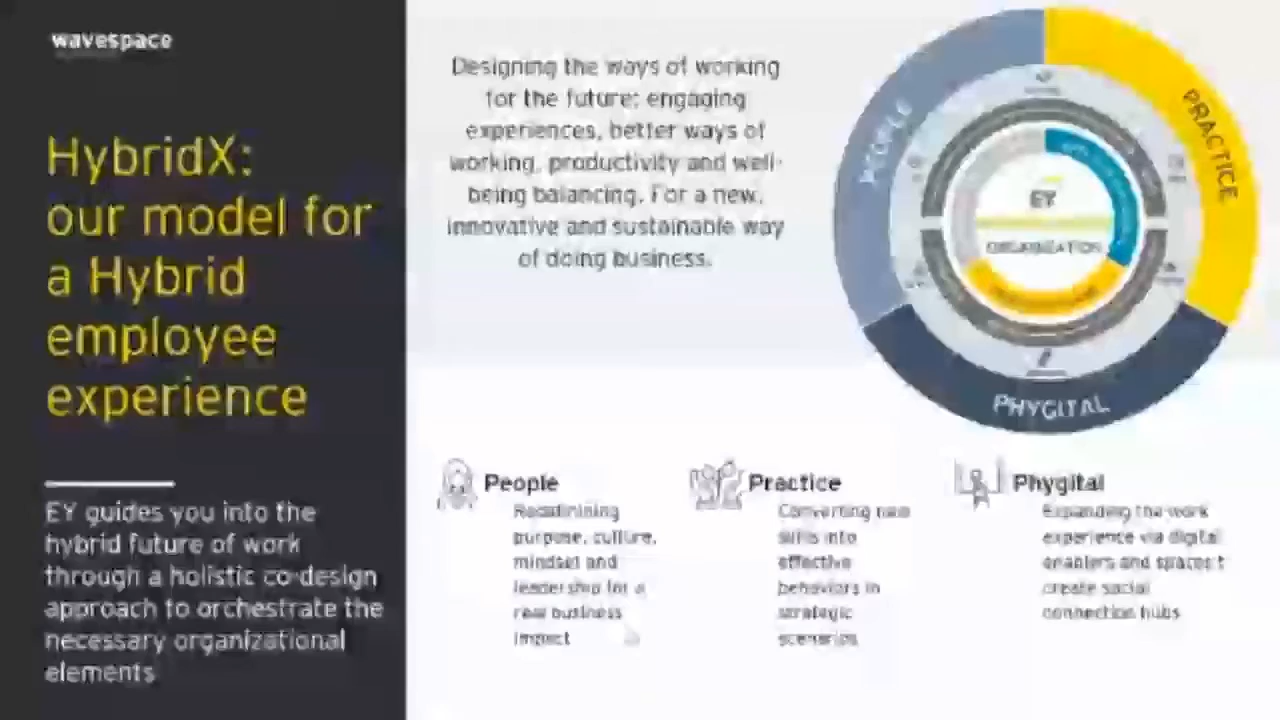 wavespace
HybridX:
our model for
a Hybrid
employee
experience
EY guides you into the
hybrid future of work
through a holistic co-design
approach to orchestrate the
necessary organizational
elements
Designing the ways of working
for the future: engaging
experiences, better ways of
working, productivity and well-
being balancing. For a new,
innovative and sustainable way
of doing business.
PEOPLE
PRACTICE
PHYGITAL
EY
ORGANIZATION
People
Redefining
purpose, culture,
mindset and
leadership for a
real business
impact
Practice
Converting new
skills into
effective
behaviors in
strategic
scenarios
Phygital
Expanding the work
experience via digital
enablers and spaces t
create social
connection hubs